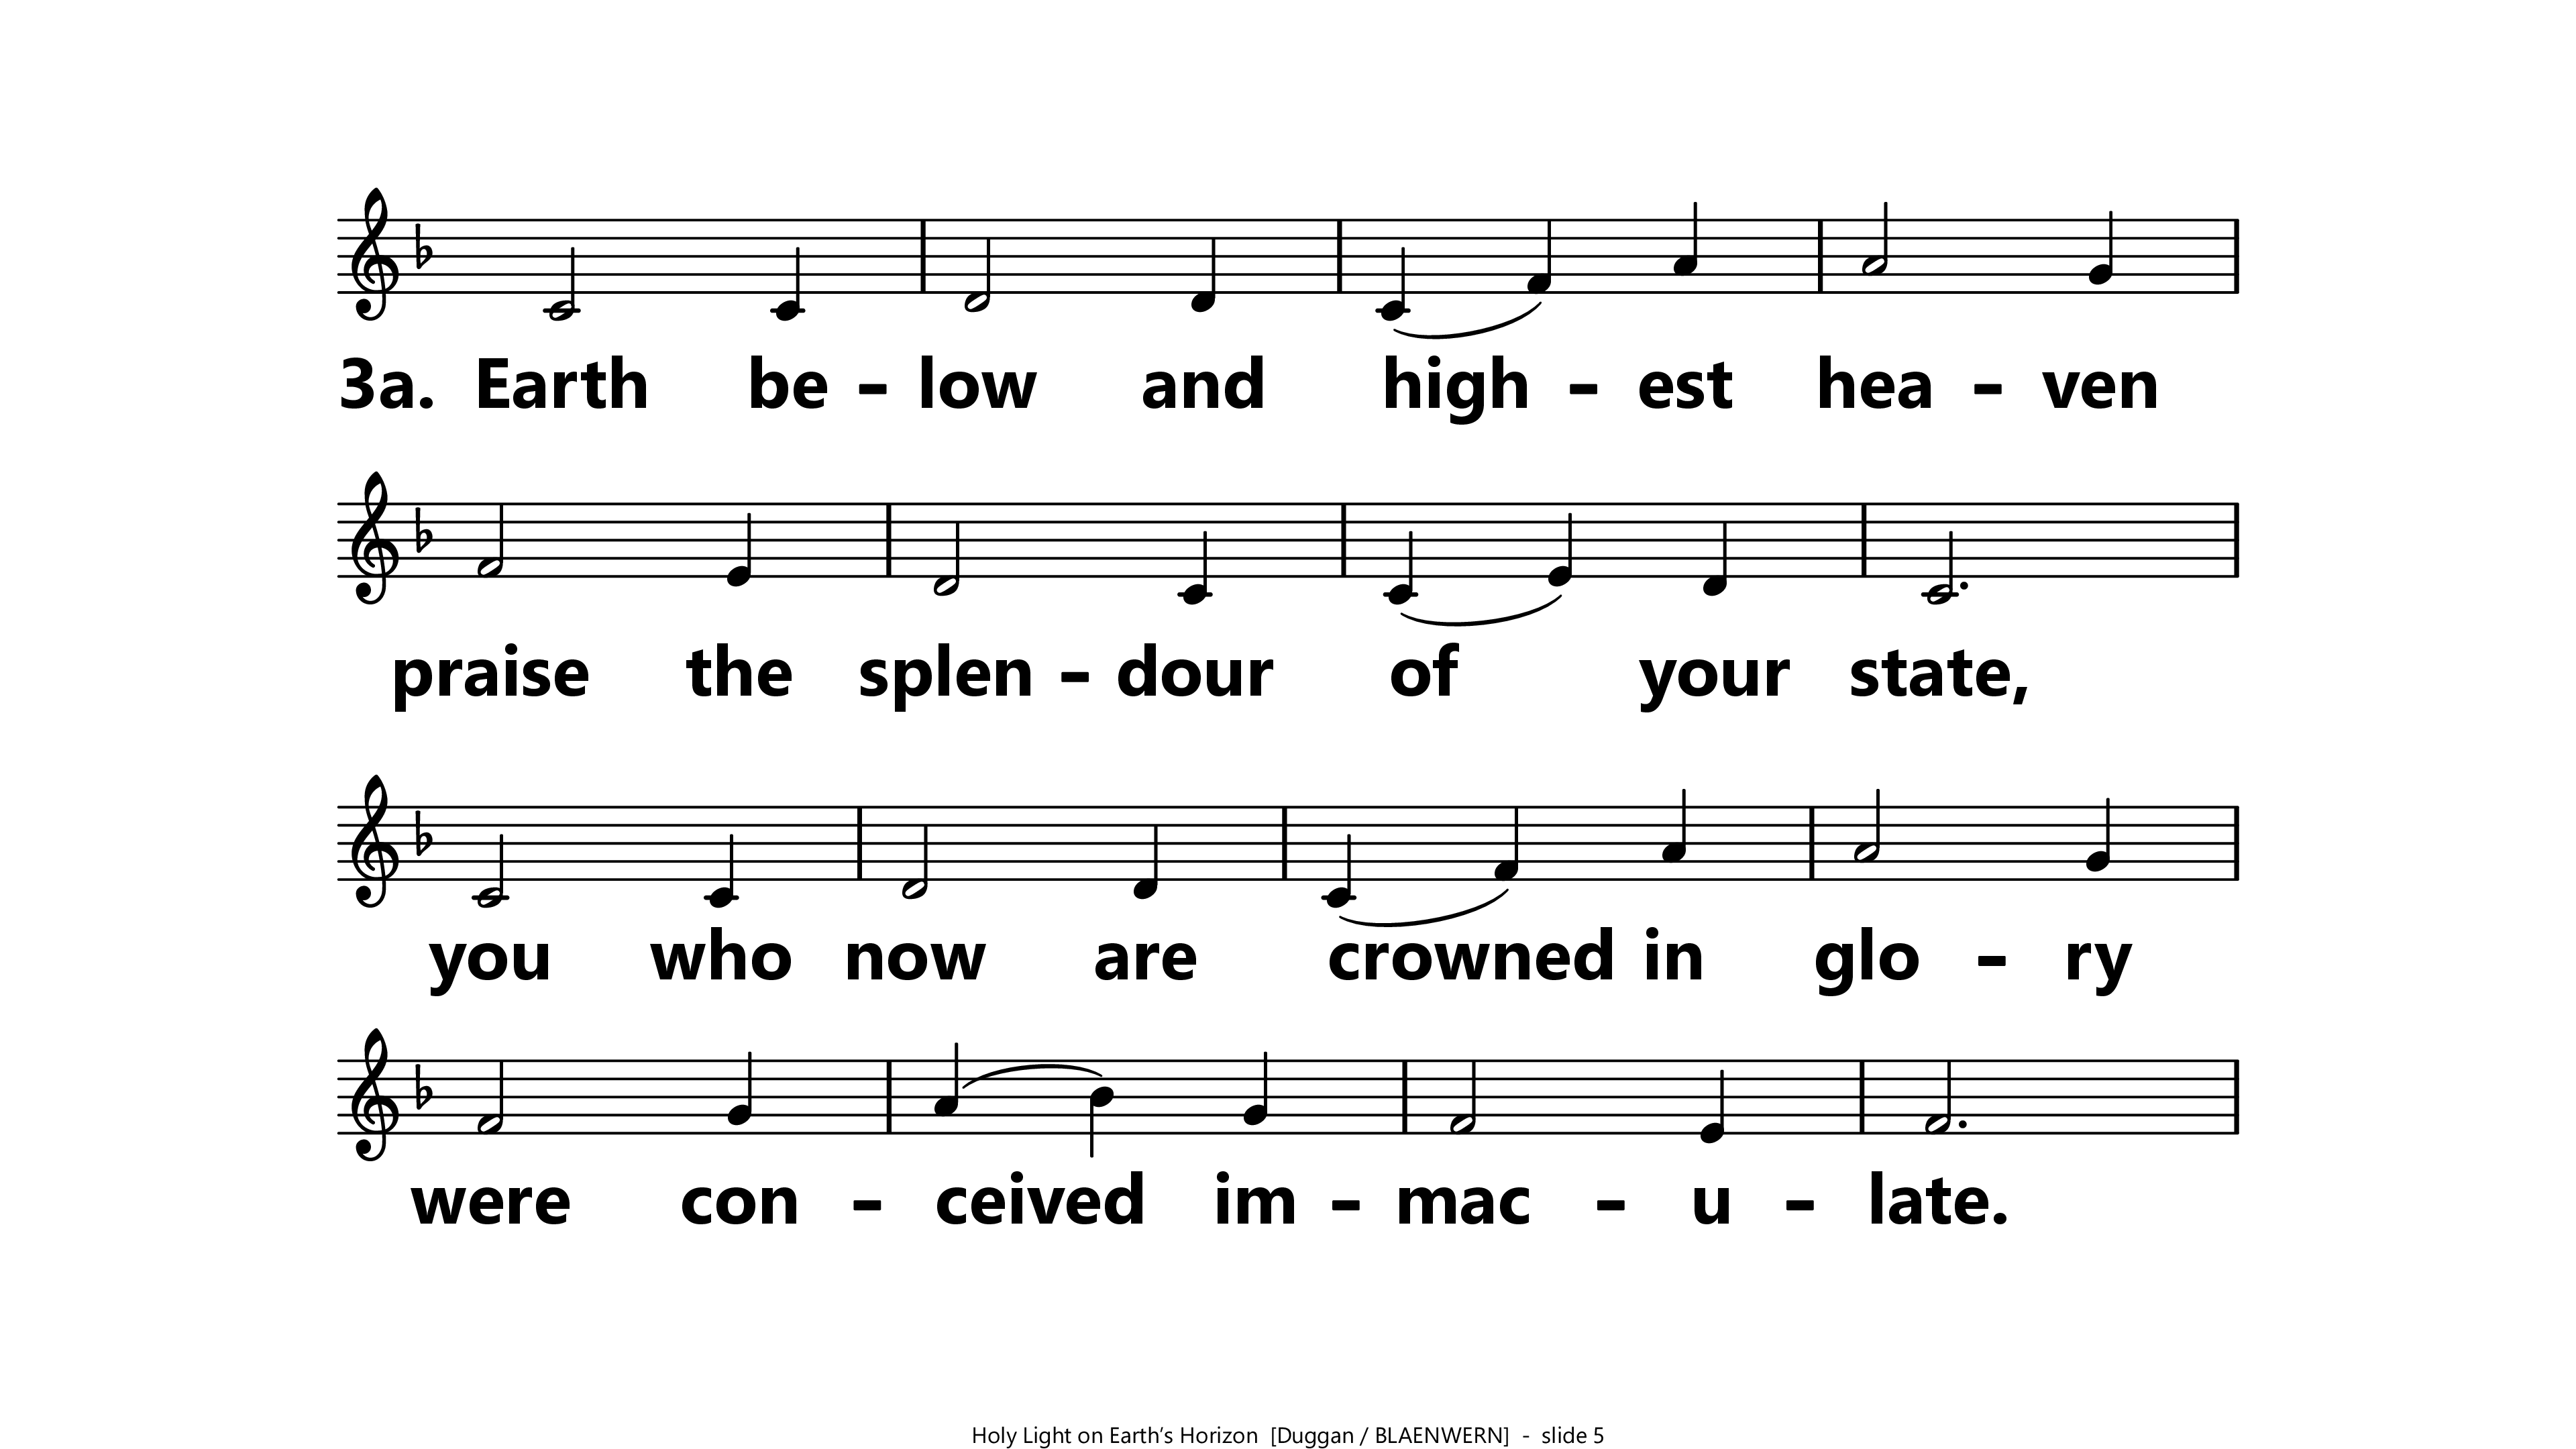 3a. Earth be - low and high - est hea - ven
praise the splen - dour of your state,
you who now are crowned in glo - ry
were con - ceived im - mac - u - late.
Holy Light on Earth’s Horizon [Duggan / BLAENWERN] - slide 5